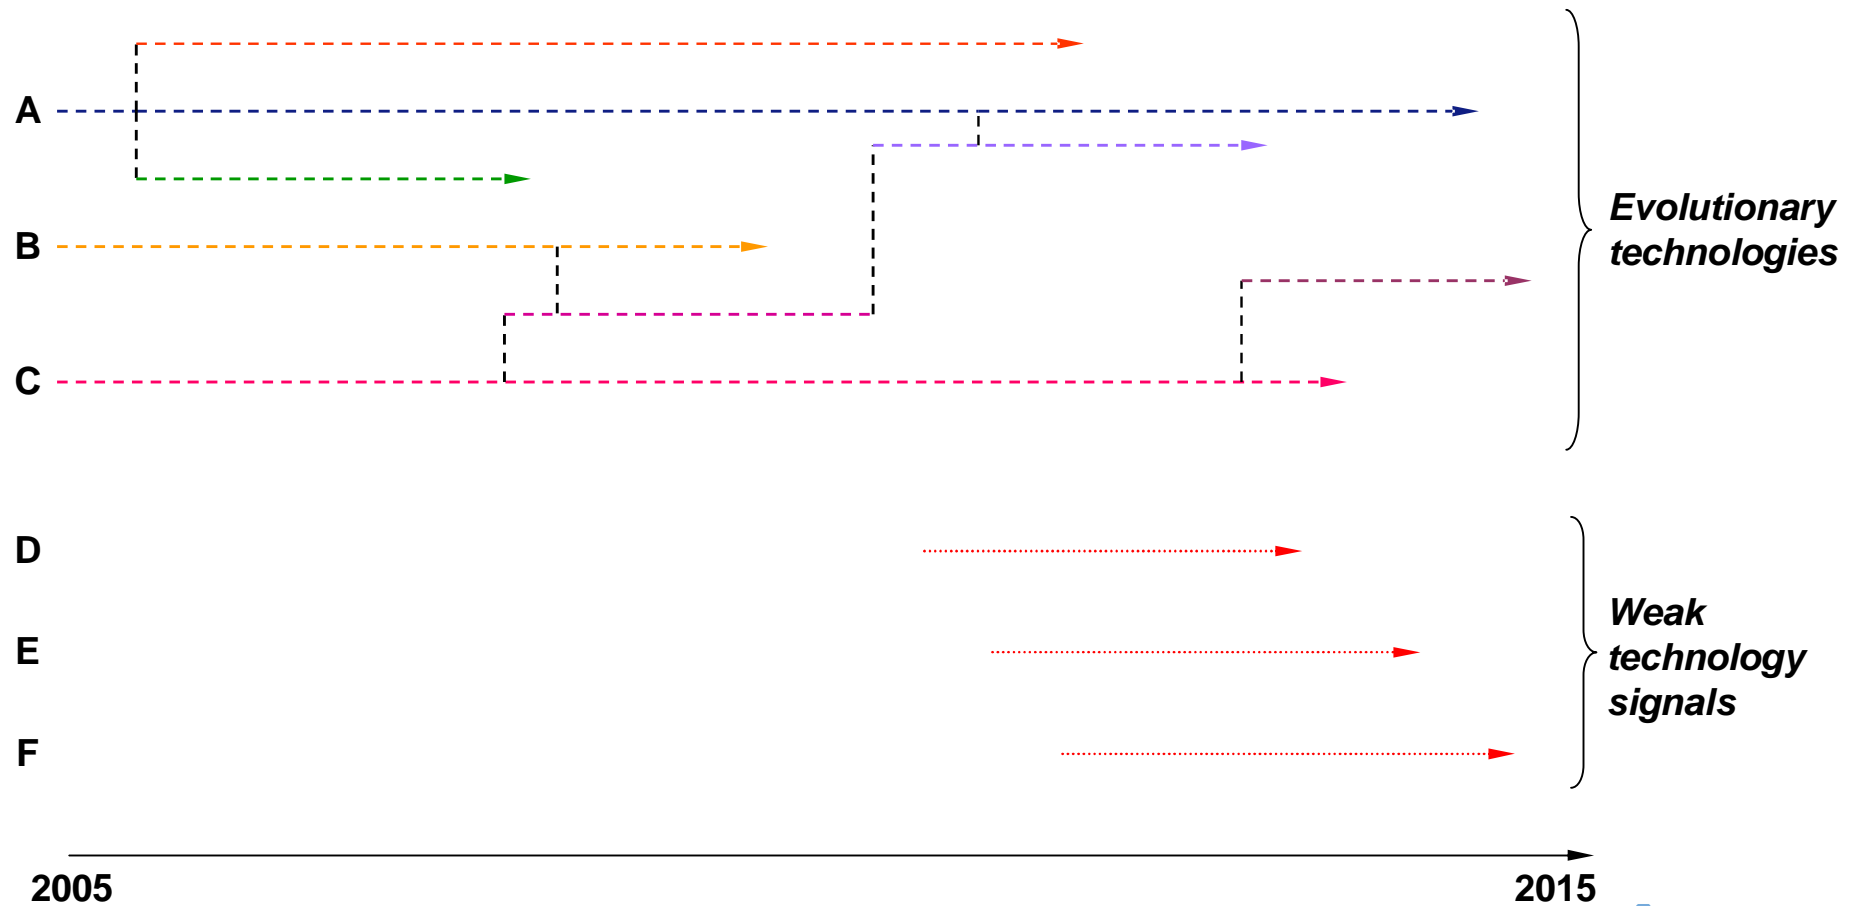 A
B
C
Evolutionary
technologies
D
E
F
Weak
technology
signals
2005
2015